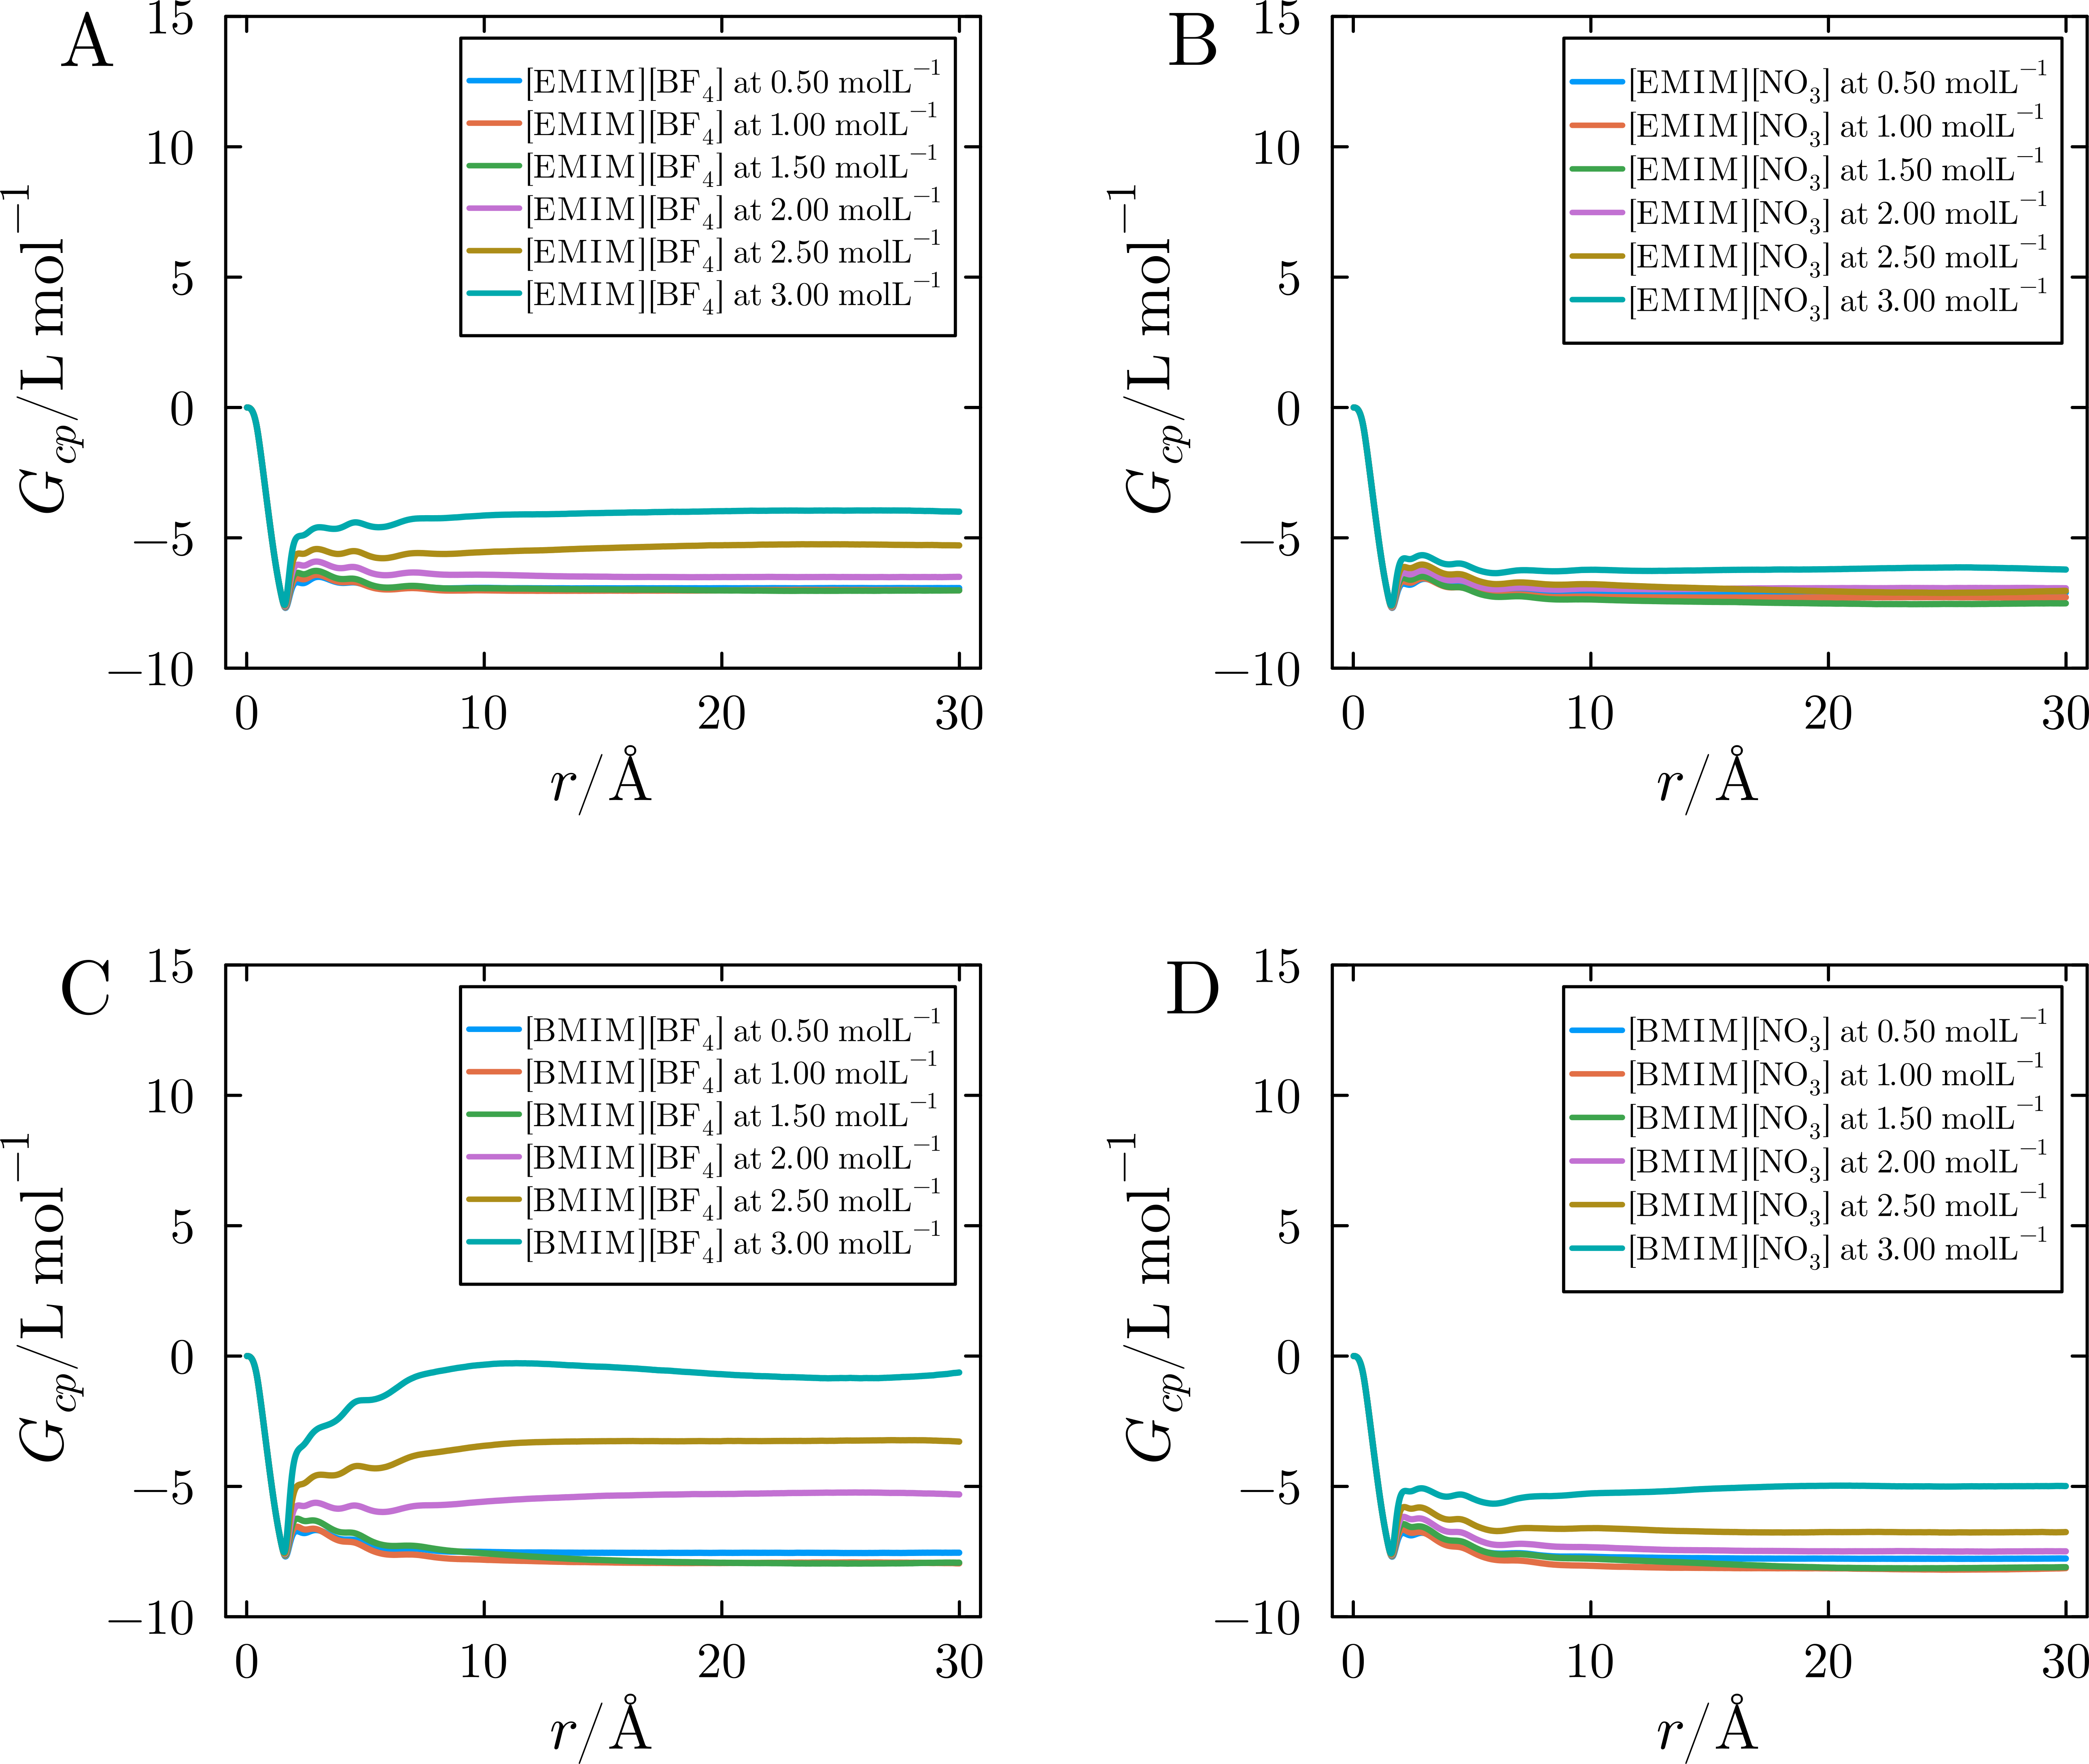 A
15
10
5
0
−5
−10
0 10 20 30
G_cp/L mol⁻¹
r/Å
[EMIM][BF₄] at 0.50 molL⁻¹
[EMIM][BF₄] at 1.00 molL⁻¹
[EMIM][BF₄] at 1.50 molL⁻¹
[EMIM][BF₄] at 2.00 molL⁻¹
[EMIM][BF₄] at 2.50 molL⁻¹
[EMIM][BF₄] at 3.00 molL⁻¹
B
15
10
5
0
−5
−10
0 10 20 30
G_cp/L mol⁻¹
r/Å
[EMIM][NO₃] at 0.50 molL⁻¹
[EMIM][NO₃] at 1.00 molL⁻¹
[EMIM][NO₃] at 1.50 molL⁻¹
[EMIM][NO₃] at 2.00 molL⁻¹
[EMIM][NO₃] at 2.50 molL⁻¹
[EMIM][NO₃] at 3.00 molL⁻¹
C
15
10
5
0
−5
−10
0 10 20 30
G_cp/L mol⁻¹
r/Å
[BMIM][BF₄] at 0.50 molL⁻¹
[BMIM][BF₄] at 1.00 molL⁻¹
[BMIM][BF₄] at 1.50 molL⁻¹
[BMIM][BF₄] at 2.00 molL⁻¹
[BMIM][BF₄] at 2.50 molL⁻¹
[BMIM][BF₄] at 3.00 molL⁻¹
D
15
10
5
0
−5
−10
0 10 20 30
G_cp/L mol⁻¹
r/Å
[BMIM][NO₃] at 0.50 molL⁻¹
[BMIM][NO₃] at 1.00 molL⁻¹
[BMIM][NO₃] at 1.50 molL⁻¹
[BMIM][NO₃] at 2.00 molL⁻¹
[BMIM][NO₃] at 2.50 molL⁻¹
[BMIM][NO₃] at 3.00 molL⁻¹